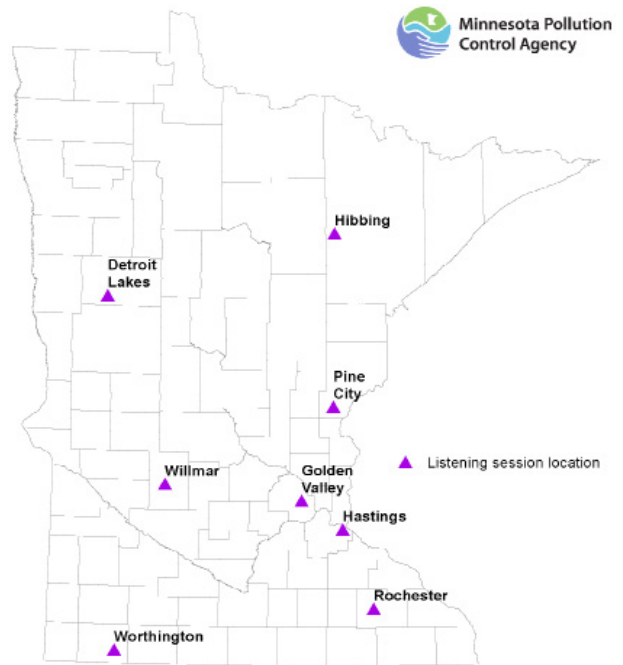 Minnesota Pollution
Control Agency
Hibbing
Detroit
Lakes
Pine
City
Listening session location
Willmar
Golden
Valley
Hastings
Rochester
Worthington